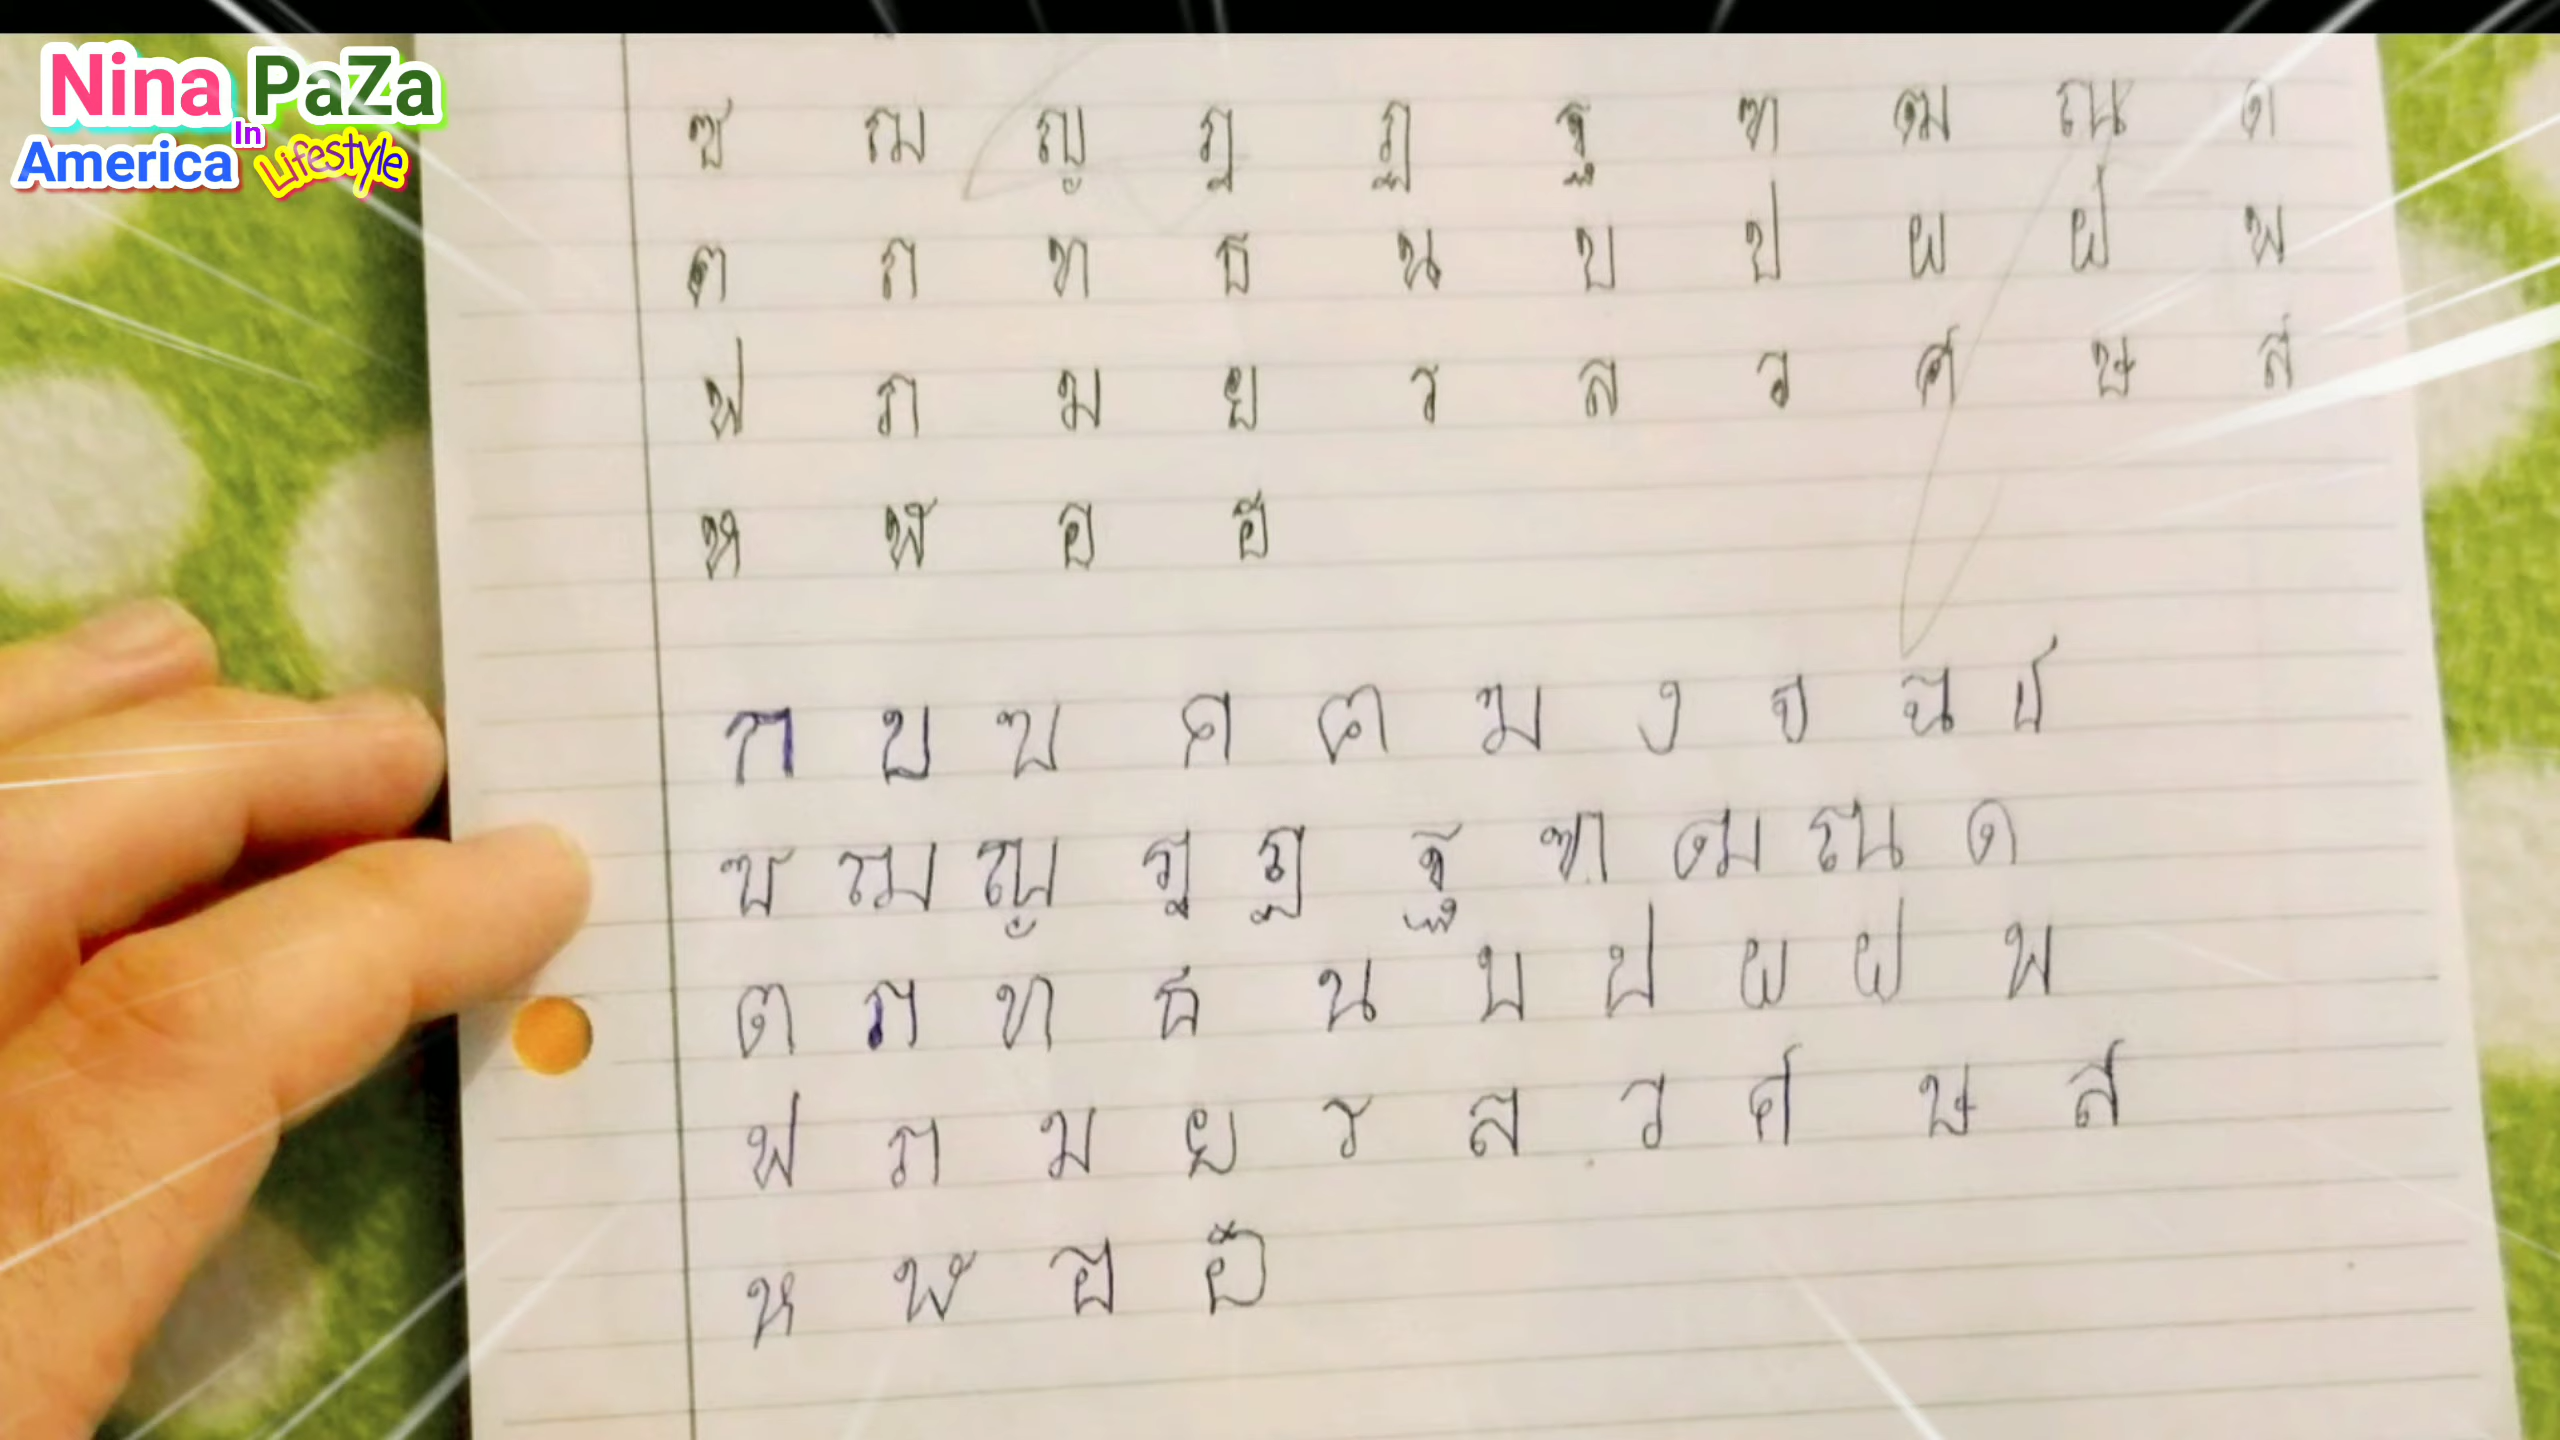 Nina PaZa
In
America Lifestyle
ซ ฌ ญ ฎ ฏ ฐ ฑ ฒ ณ ด
ต ถ ท ธ น บ ป ผ ฝ พ
ฟ ภ ม ย ร ล ว ศ ษ ส
ห ฬ อ ฮ
ก ข ฃ ค ฅ ฆ ง จ ฉ ช
ซ ฌ ญ ฎ ฏ ฐ ฑ ฒ ณ ด
ต ถ ท ธ น บ ป ผ ฝ พ
ฟ ภ ม ย ร ล ว ศ ษ ส
ห ฬ อ ฮ